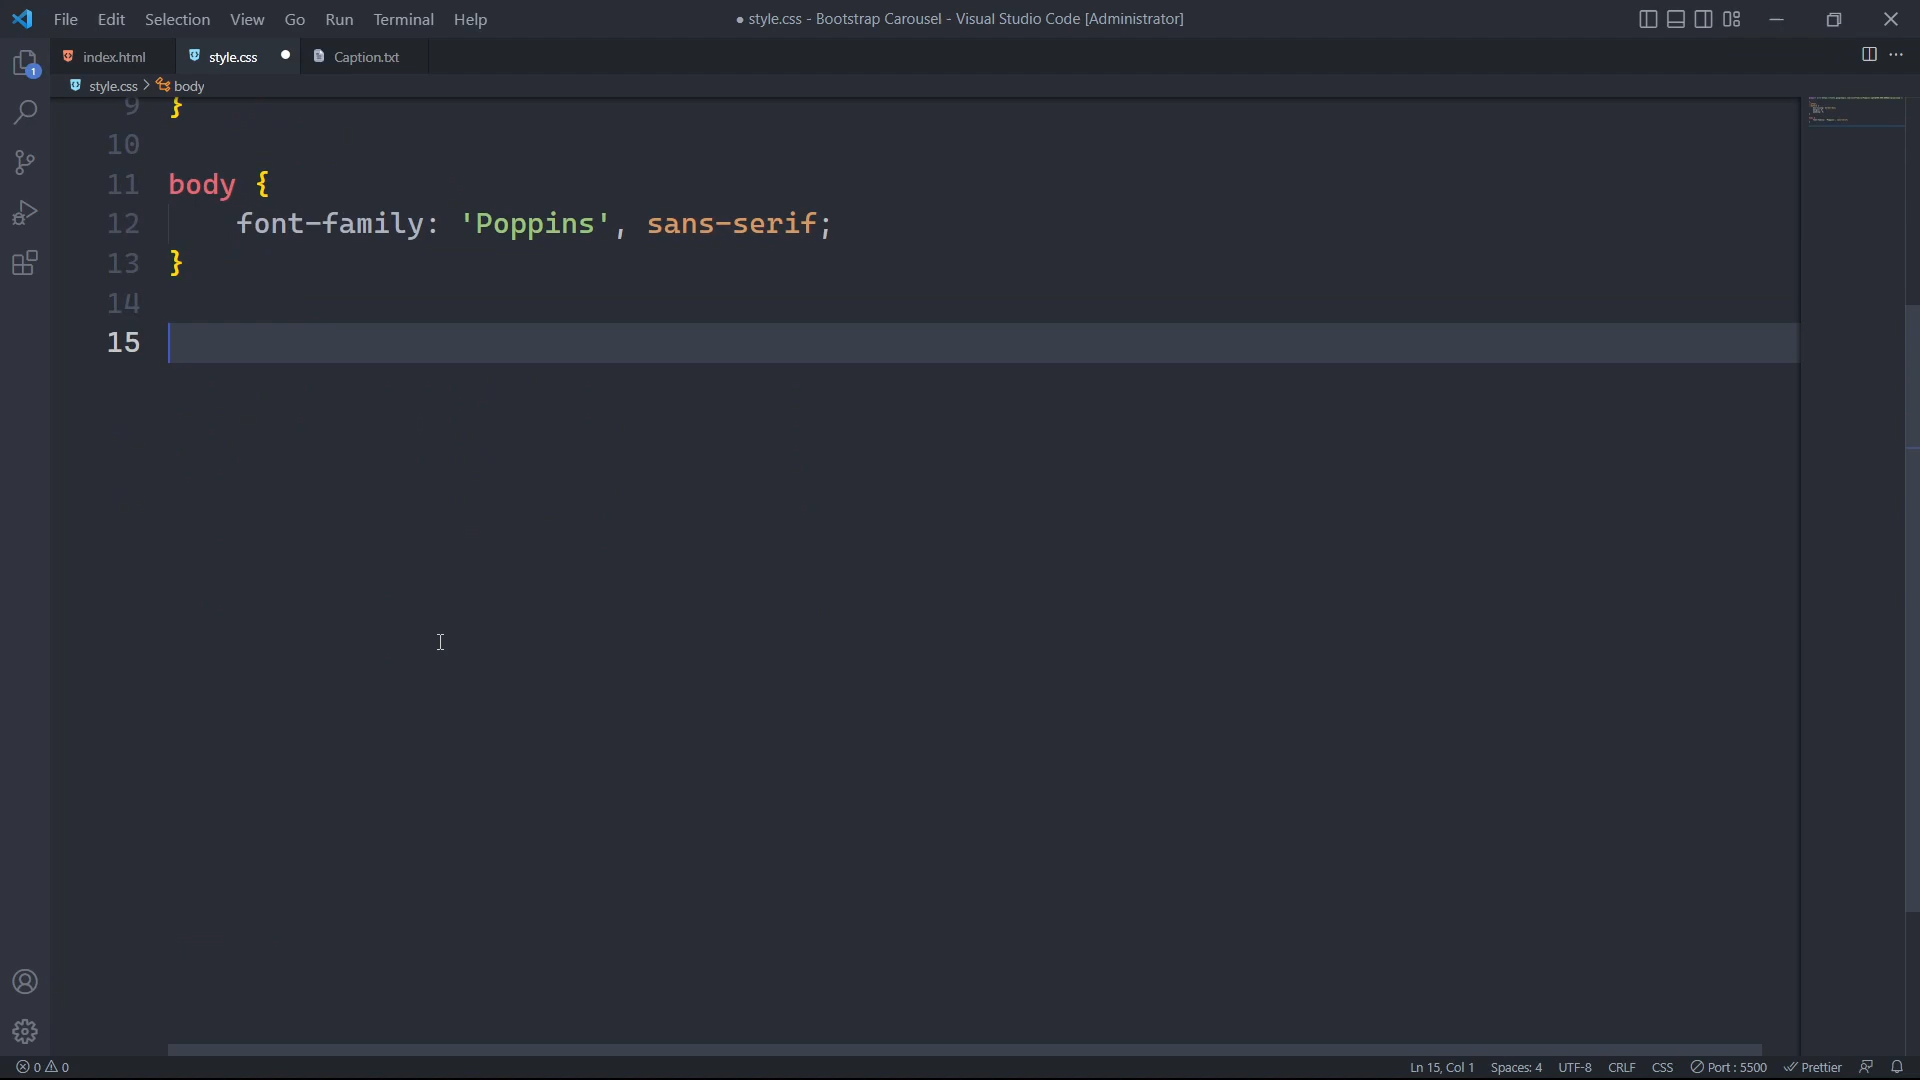 File Edit Selection View Go Run Terminal Help
● style.css - Bootstrap Carousel - Visual Studio Code [Administrator]
index.html style.css ● Caption.txt
style.css > body
1
9 }
10
11 body {
12 font-family: 'Poppins', sans-serif;
13 }
14
15
0 0
Ln 15, Col 1 Spaces: 4 UTF-8 CRLF CSS Port : 5500 Prettier